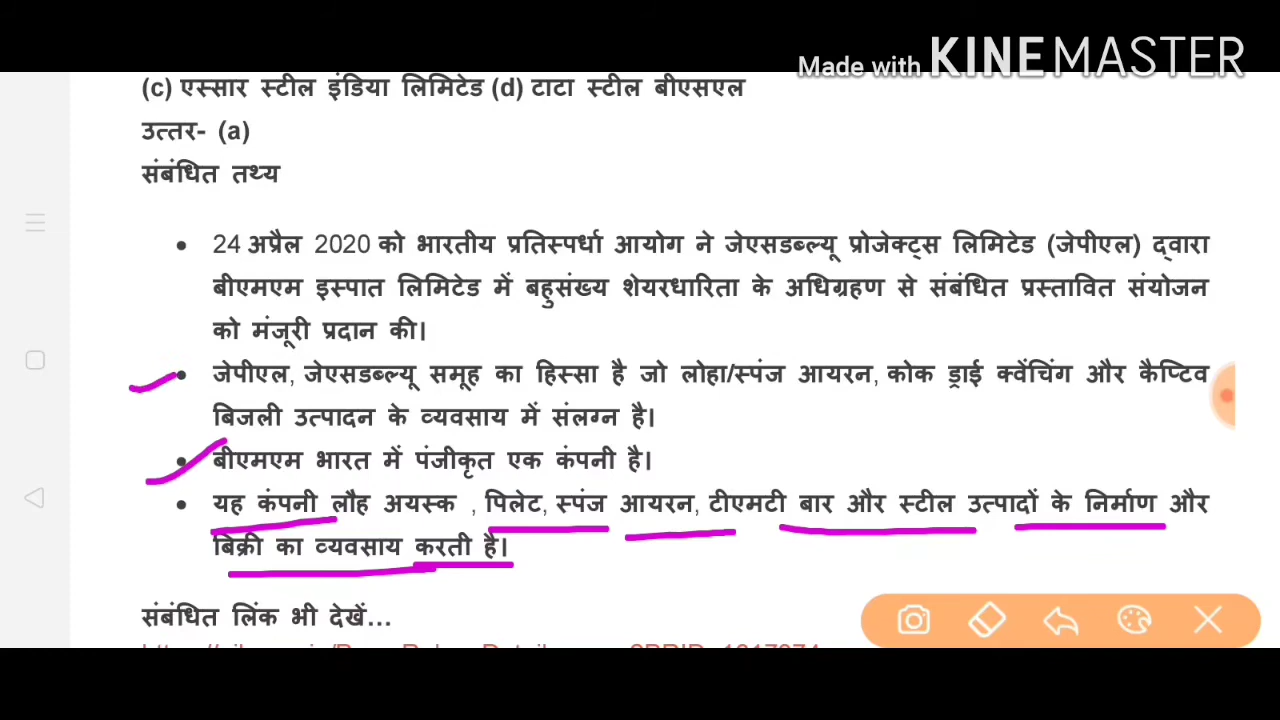 Made with KINEMASTER
(c) एस्सार स्टील इंडिया लिमिटेड (d) टाटा स्टील बीएसएल
उत्तर- (a)
संबंधित तथ्य
• 24 अप्रैल 2020 को भारतीय प्रतिस्पर्धा आयोग ने जेएसडब्ल्यू प्रोजेक्ट्स लिमिटेड (जेपीएल) द्वारा
बीएमएम इस्पात लिमिटेड में बहुसंख्य शेयरधारिता के अधिग्रहण से संबंधित प्रस्तावित संयोजन
को मंजूरी प्रदान की।
• जेपीएल, जेएसडब्ल्यू समूह का हिस्सा है जो लोहा/स्पंज आयरन, कोक ड्राई क्वेंचिंग और कैप्टिव
बिजली उत्पादन के व्यवसाय में संलग्न है।
• बीएमएम भारत में पंजीकृत एक कंपनी है।
• यह कंपनी लौह अयस्क , पिलेट, स्पंज आयरन, टीएमटी बार और स्टील उत्पादों के निर्माण और
बिक्री का व्यवसाय करती है।
संबंधित लिंक भी देखें...